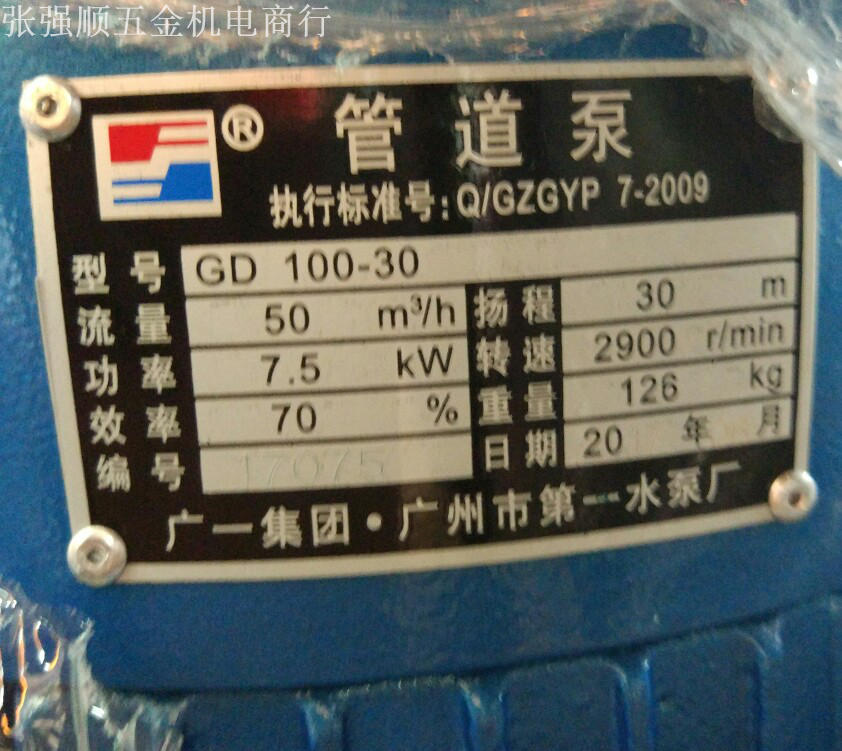 张强顺五金机电商行
® 管道泵
执行标准号:Q/GZGYP 7-2009
型号 GD 100-30
流量 50 m³/h 扬程 30 m
功率 7.5 kW 转速 2900 r/min
效率 70 % 重量 126 kg
编号 17075 日期 20 年 月
广一集团·广州市第一水泵厂